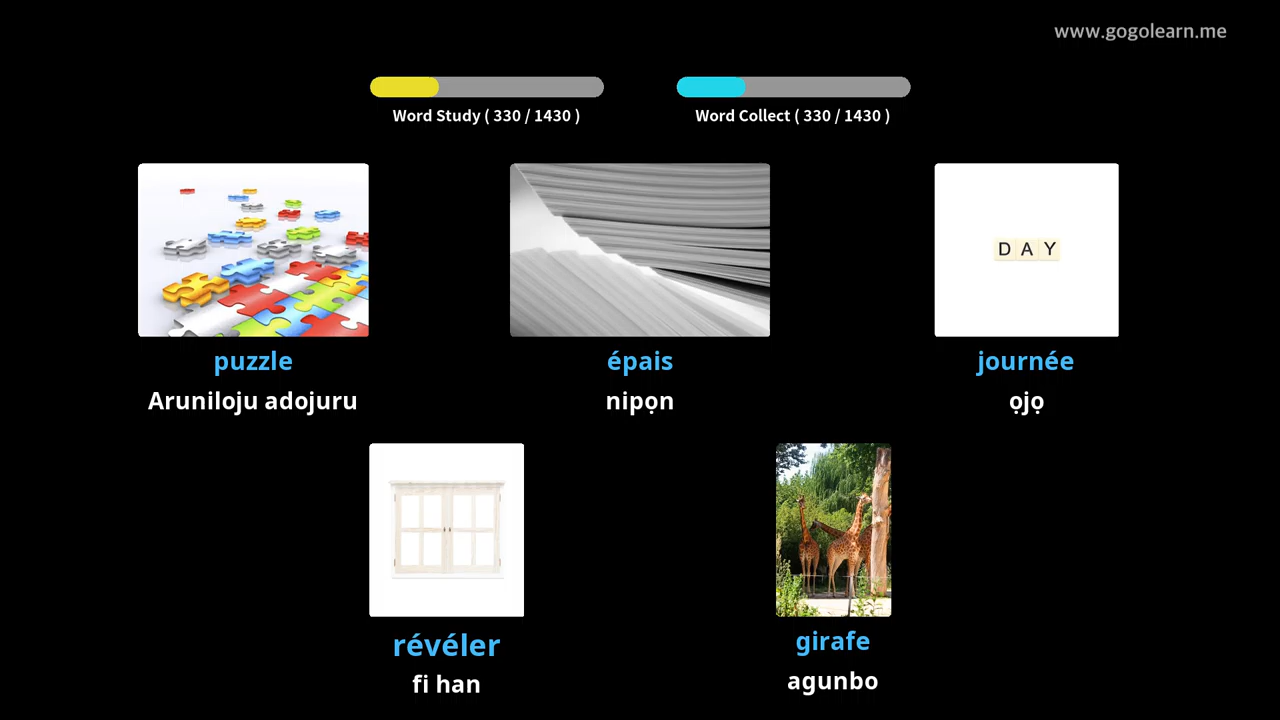 www.gogolearn.me
Word Study ( 330 / 1430 )
Word Collect ( 330 / 1430 )
DAY
puzzle
épais
journée
Aruniloju adojuru
nipọn
ọjọ
révéler
girafe
fi han
agunbo